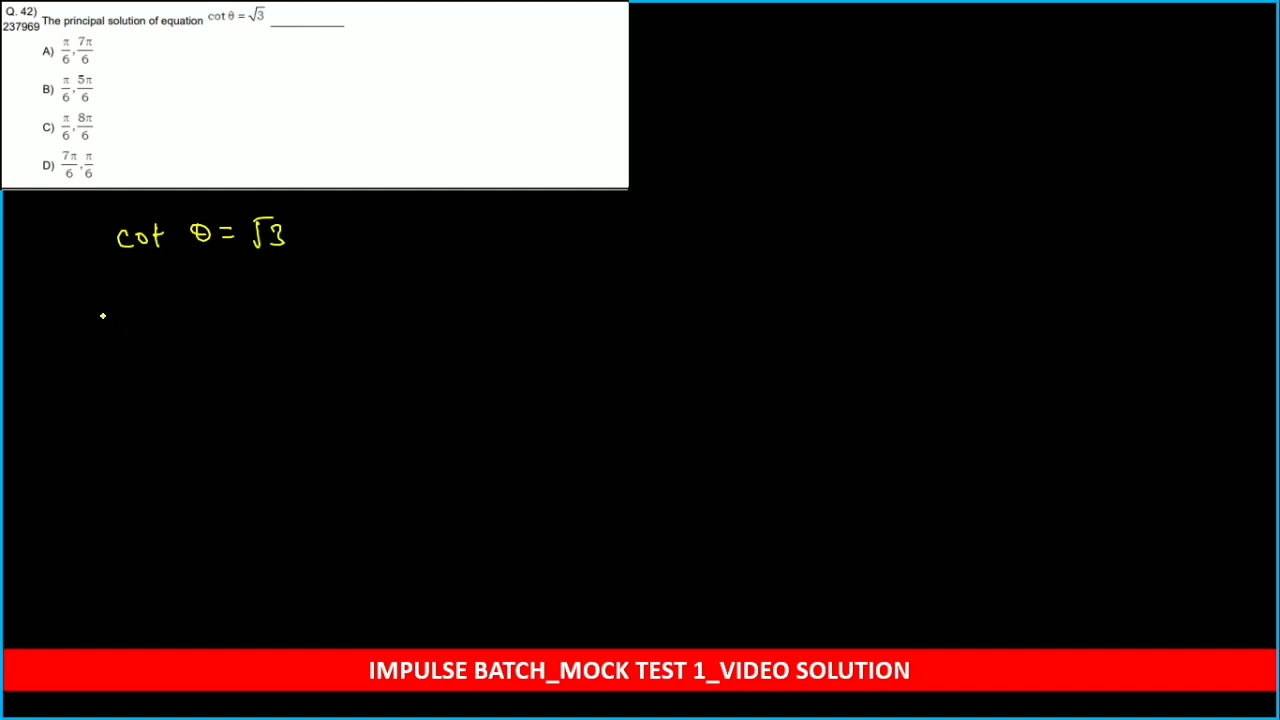 Q. 42)
237969 The principal solution of equation cot θ = √3 ____________
A) π/6, 7π/6
B) π/6, 5π/6
C) π/6, 8π/6
D) 7π/6, π/6
cot θ = √3
IMPULSE BATCH_MOCK TEST 1_VIDEO SOLUTION